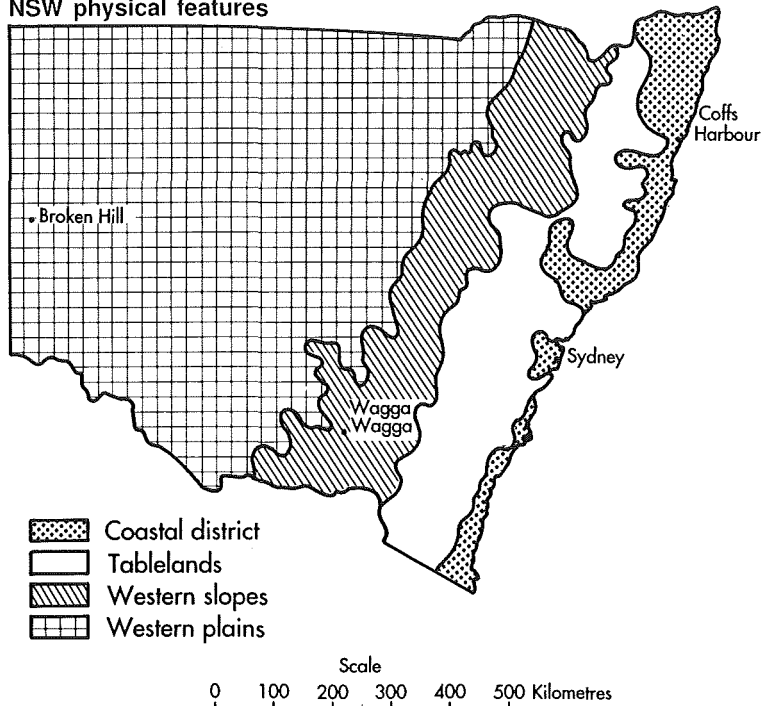 NSW physical features
Coffs
Harbour
Broken Hill
Sydney
Wagga
Wagga
Coastal district
Tablelands
Western slopes
Western plains
Scale
0 100 200 300 400 500 Kilometres